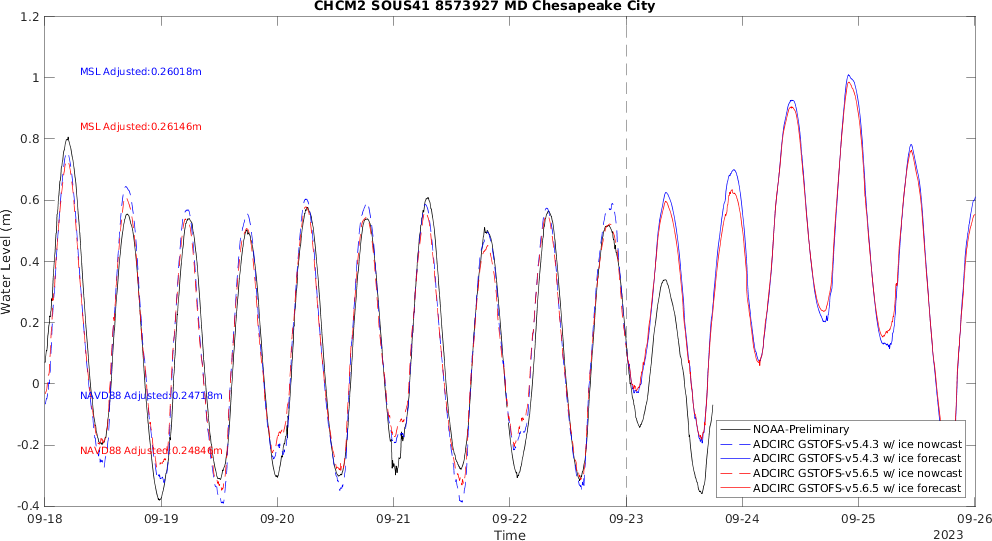 CHCM2 SOUS41 8573927 MD Chesapeake City
1.2
1
0.8
0.6
0.4
0.2
0
-0.2
-0.4
Water Level (m)
MSL Adjusted:0.26018m
MSL Adjusted:0.26146m
NAVD88 Adjusted:0.24718m
NAVD88 Adjusted:0.24846m
NOAA-Preliminary
ADCIRC GSTOFS-v5.4.3 w/ ice nowcast
ADCIRC GSTOFS-v5.4.3 w/ ice forecast
ADCIRC GSTOFS-v5.6.5 w/ ice nowcast
ADCIRC GSTOFS-v5.6.5 w/ ice forecast
09-18 09-19 09-20 09-21 09-22 09-23 09-24 09-25 09-26
Time
2023